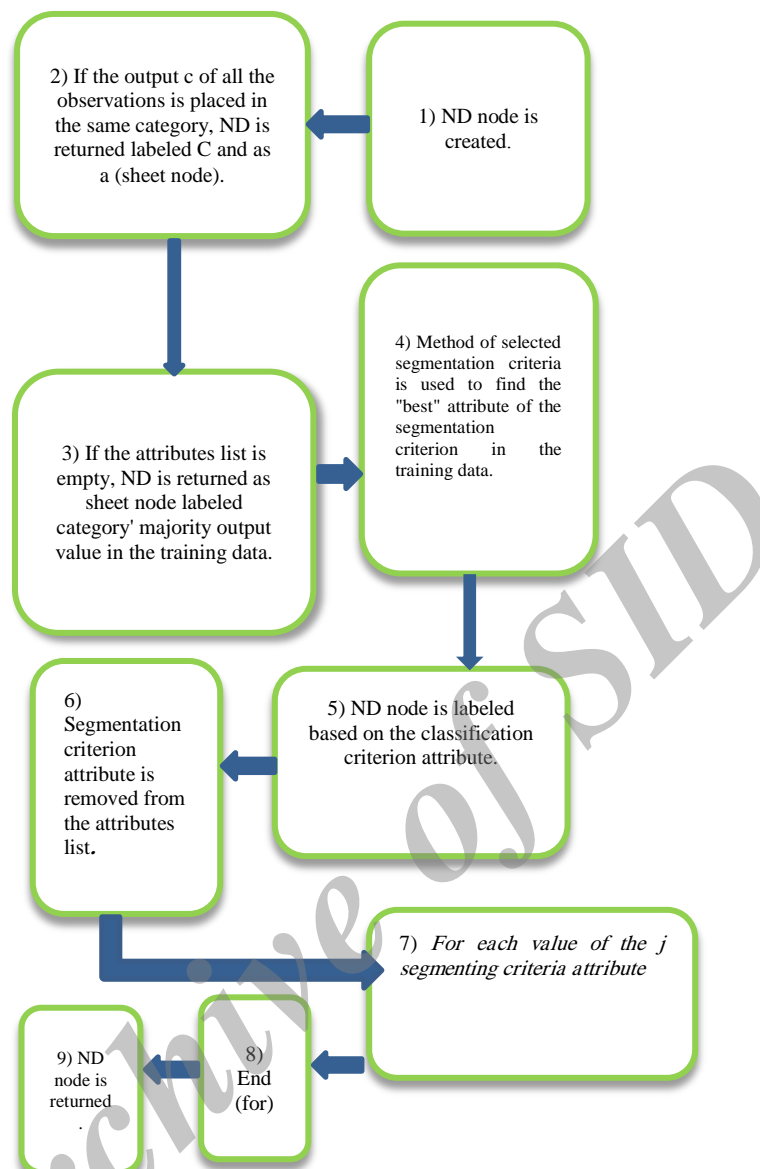 1) ND node is
created.
2) If the output c of all the
observations is placed in
the same category, ND is
returned labeled C and as
a (sheet node).
3) If the attributes list is
empty, ND is returned as
sheet node labeled
category' majority output
value in the training data.
4) Method of selected
segmentation criteria
is used to find the
"best" attribute of the
segmentation
criterion in the
training data.
5) ND node is labeled
based on the classification
criterion attribute.
6)
Segmentation
criterion
attribute is
removed from
the attributes
list.
7) For each value of the j
segmenting criteria attribute
8)
End
(for)
9) ND
node is
returned
.
chive of SID